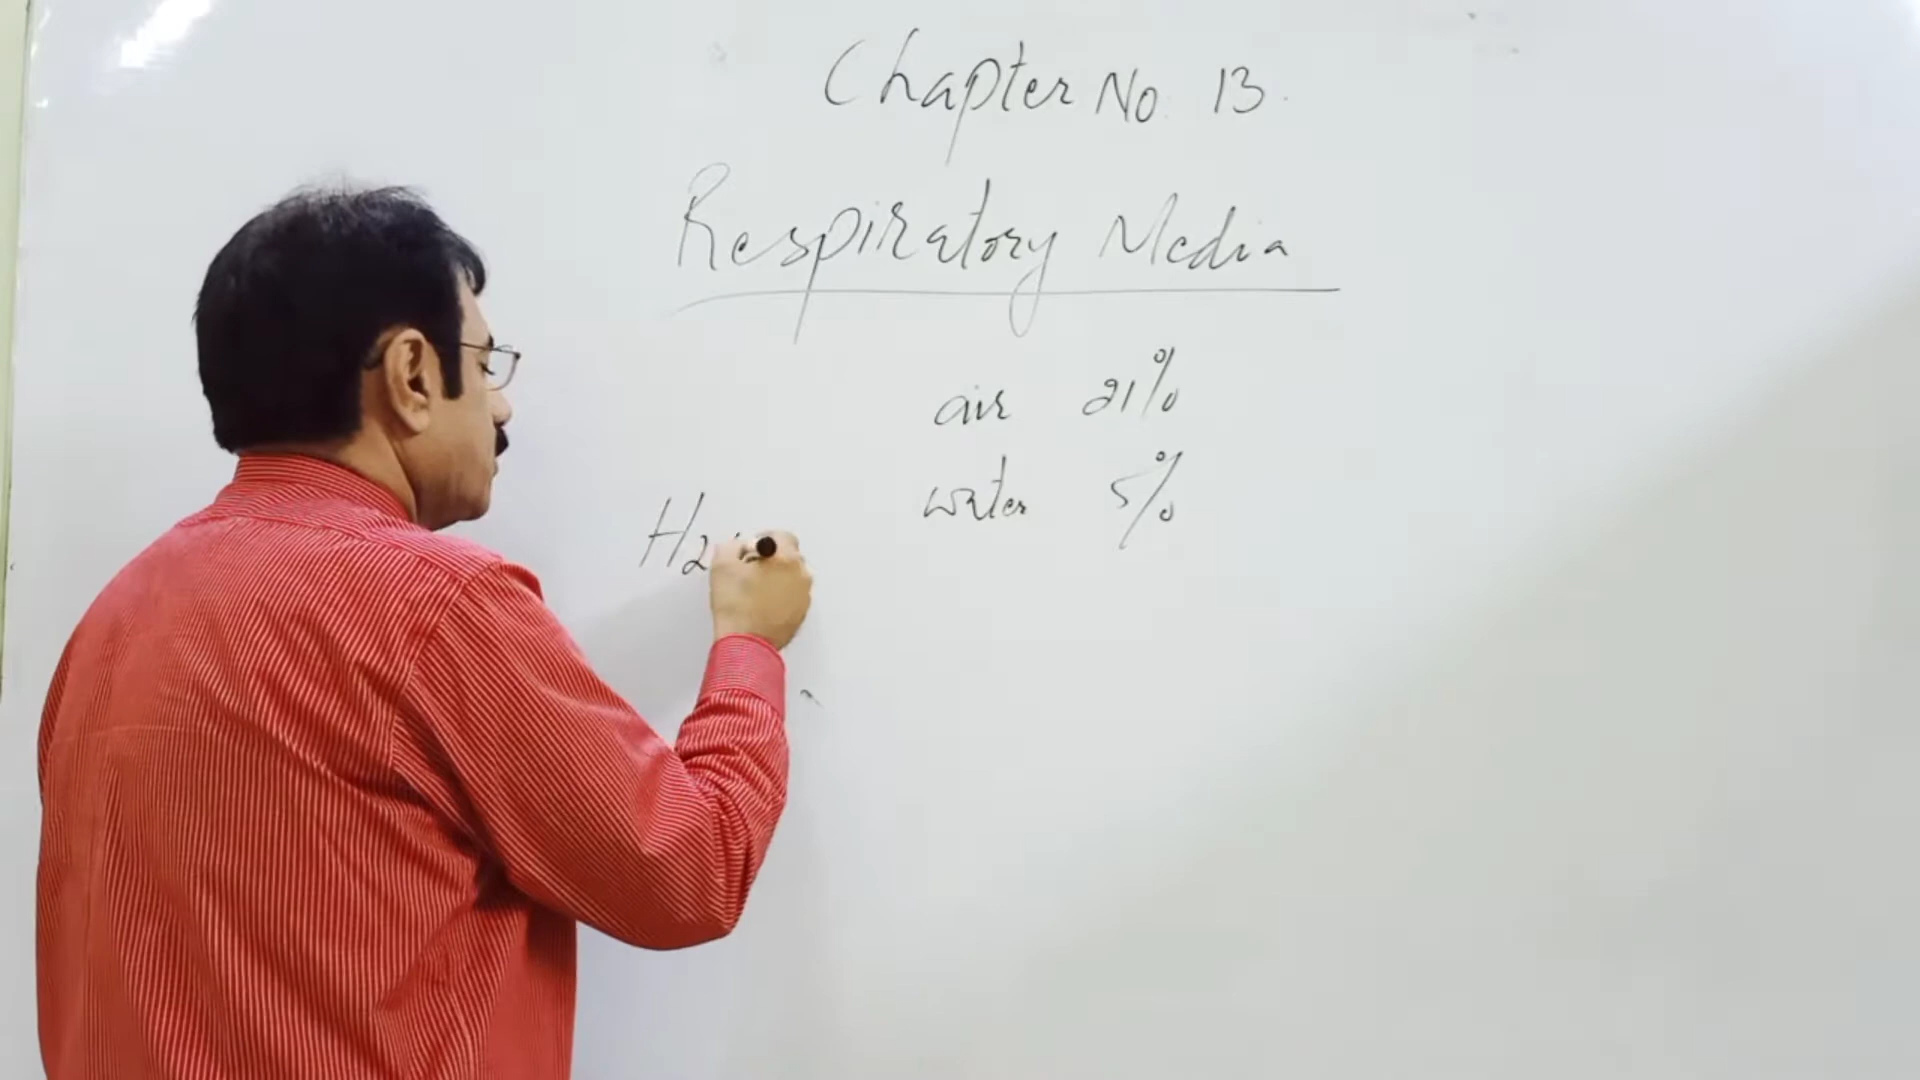 Chapter No. 13.
Respiratory Media
air 21%
water 5%
H2